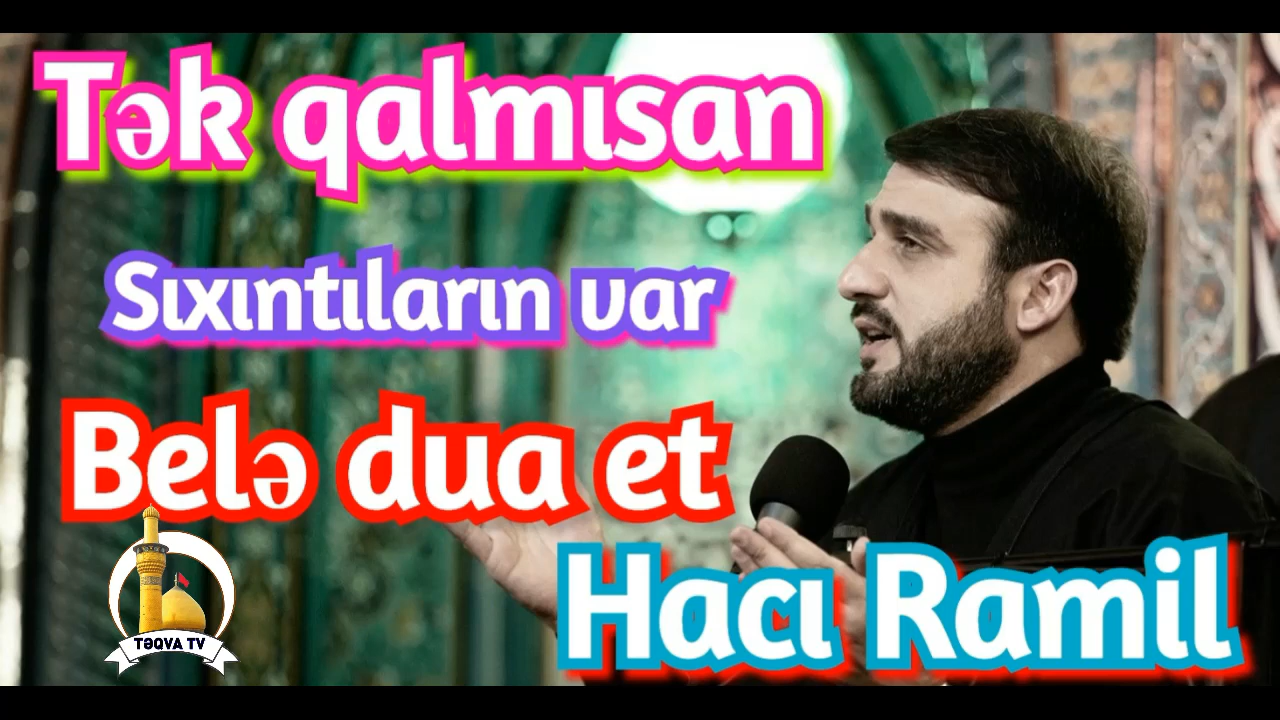 Tək qalmısan
Sıxıntıların var
Belə dua et
Hacı Ramil
TƏQVA TV